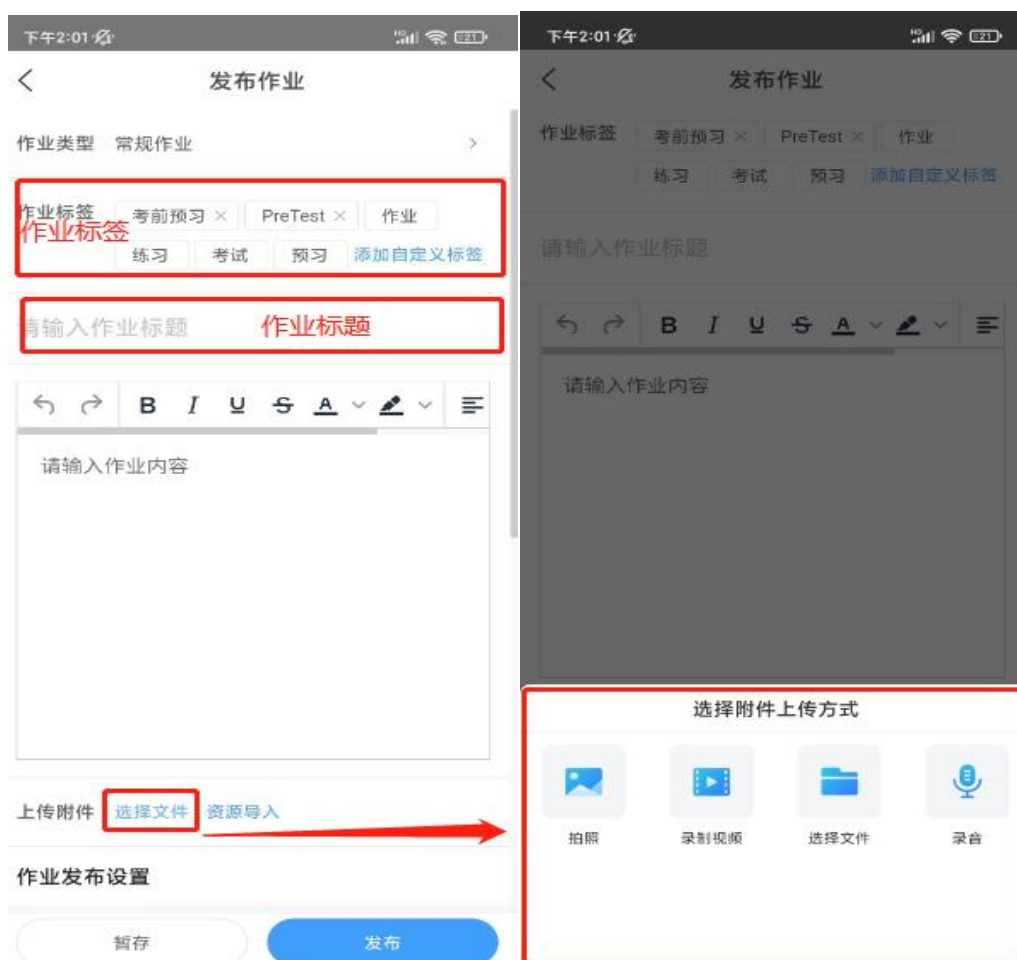 下午2:01
21
发布作业
作业类型 常规作业
作业标签 考前预习 × PreTest × 作业
作业标签
练习 考试 预习 添加自定义标签
请输入作业标题 作业标题
B I U S A
请输入作业内容
上传附件 选择文件 资源导入
作业发布设置
暂存 发布
下午2:01
21
发布作业
作业标签 考前预习 × PreTest × 作业
练习 考试 预习 添加自定义标签
请输入作业标题
B I U S A
请输入作业内容
选择附件上传方式
拍照 录制视频 选择文件 录音